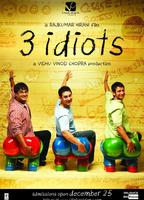 a RAJKUMAR HIRANI film
3 idiots
a VIDHU VINOD CHOPRA production
admissions open december 25